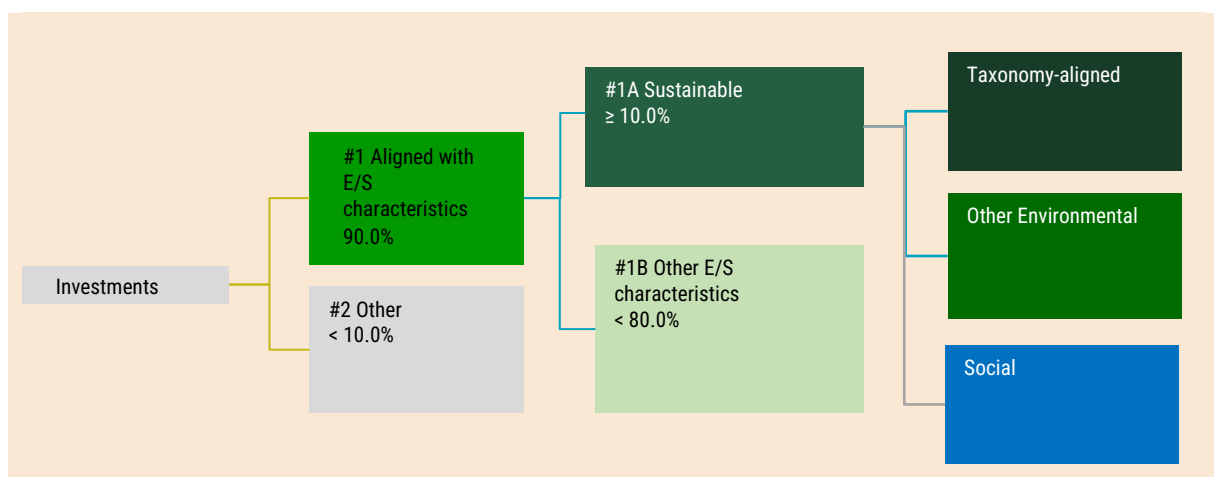 Investments
#1 Aligned with
E/S
characteristics
90.0%
#2 Other
< 10.0%
#1A Sustainable
≥ 10.0%
#1B Other E/S
characteristics
< 80.0%
Taxonomy-aligned
Other Environmental
Social